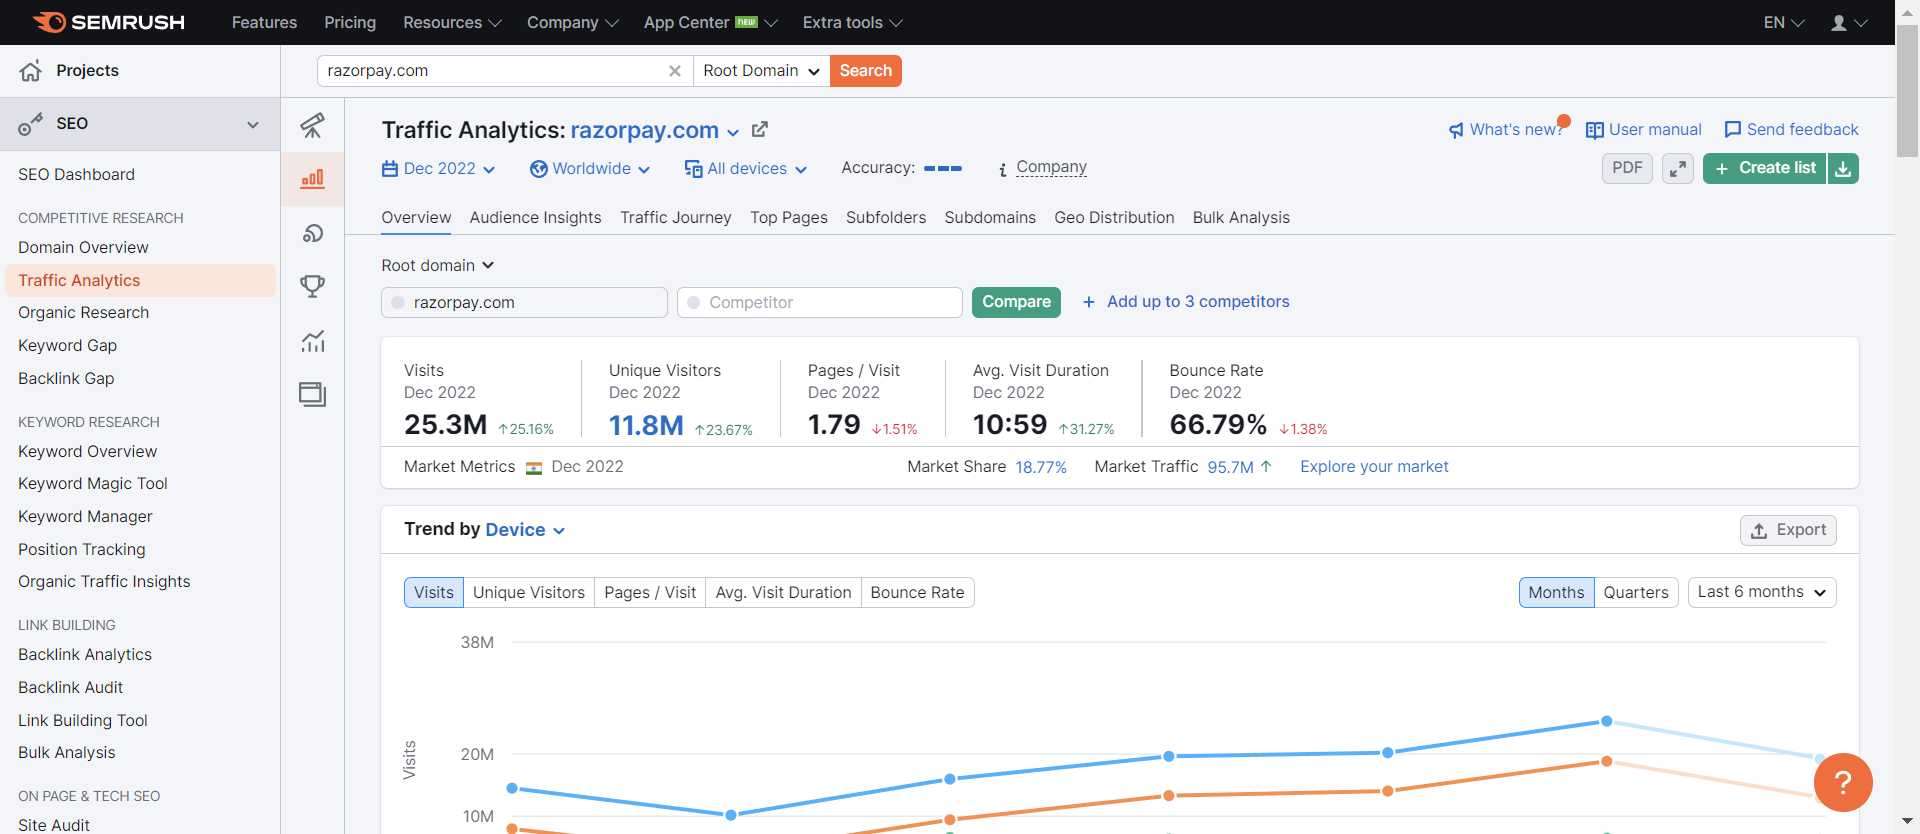 SEMRUSH Features Pricing Resources Company App Center NEW Extra tools EN
Projects
SEO
SEO Dashboard
COMPETITIVE RESEARCH
Domain Overview
Traffic Analytics
Organic Research
Keyword Gap
Backlink Gap
KEYWORD RESEARCH
Keyword Overview
Keyword Magic Tool
Keyword Manager
Position Tracking
Organic Traffic Insights
LINK BUILDING
Backlink Analytics
Backlink Audit
Link Building Tool
Bulk Analysis
ON PAGE & TECH SEO
Site Audit
razorpay.com Root Domain Search
Traffic Analytics: razorpay.com What's new? User manual Send feedback
Dec 2022 Worldwide All devices Accuracy: i Company PDF + Create list
Overview Audience Insights Traffic Journey Top Pages Subfolders Subdomains Geo Distribution Bulk Analysis
Root domain
razorpay.com Competitor Compare + Add up to 3 competitors
Visits Unique Visitors Pages / Visit Avg. Visit Duration Bounce Rate
Dec 2022 Dec 2022 Dec 2022 Dec 2022 Dec 2022
25.3M ↑25.16% 11.8M ↑23.67% 1.79 ↓1.51% 10:59 ↑31.27% 66.79% ↓1.38%
Market Metrics Dec 2022 Market Share 18.77% Market Traffic 95.7M ↑ Explore your market
Trend by Device Export
Visits Unique Visitors Pages / Visit Avg. Visit Duration Bounce Rate Months Quarters Last 6 months
38M
20M
10M
Visits
?